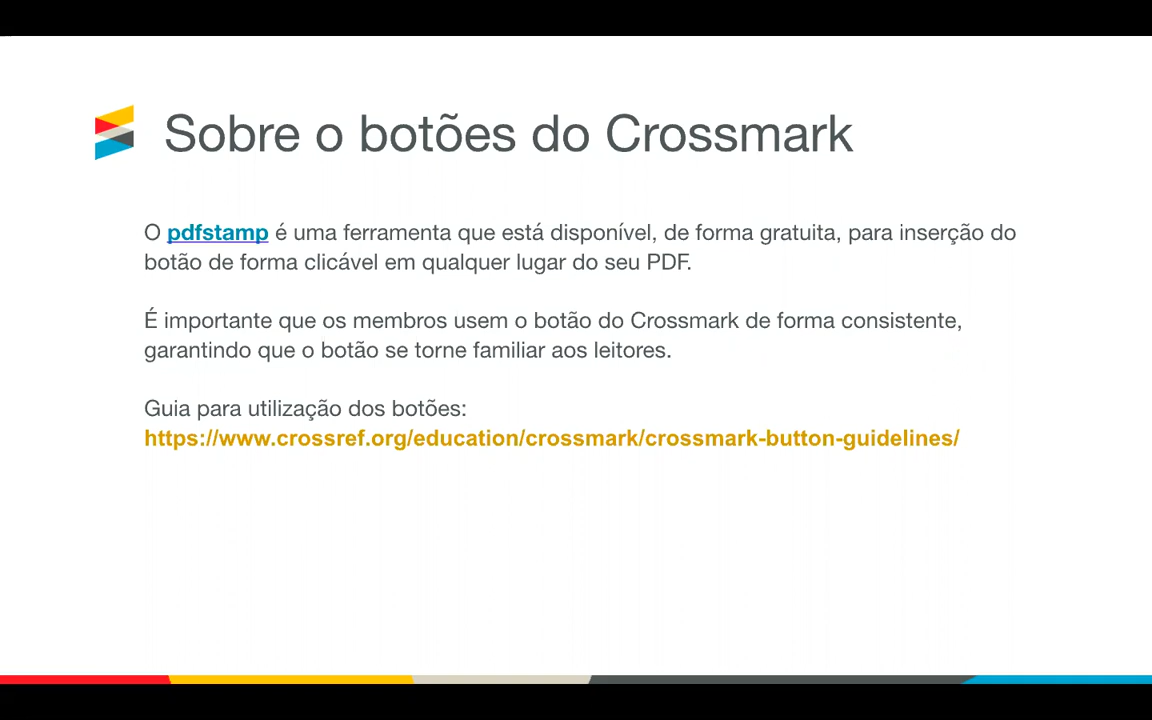 Sobre o botões do Crossmark
O pdfstamp é uma ferramenta que está disponível, de forma gratuita, para inserção do
botão de forma clicável em qualquer lugar do seu PDF.
É importante que os membros usem o botão do Crossmark de forma consistente,
garantindo que o botão se torne familiar aos leitores.
Guia para utilização dos botões:
https://www.crossref.org/education/crossmark/crossmark-button-guidelines/